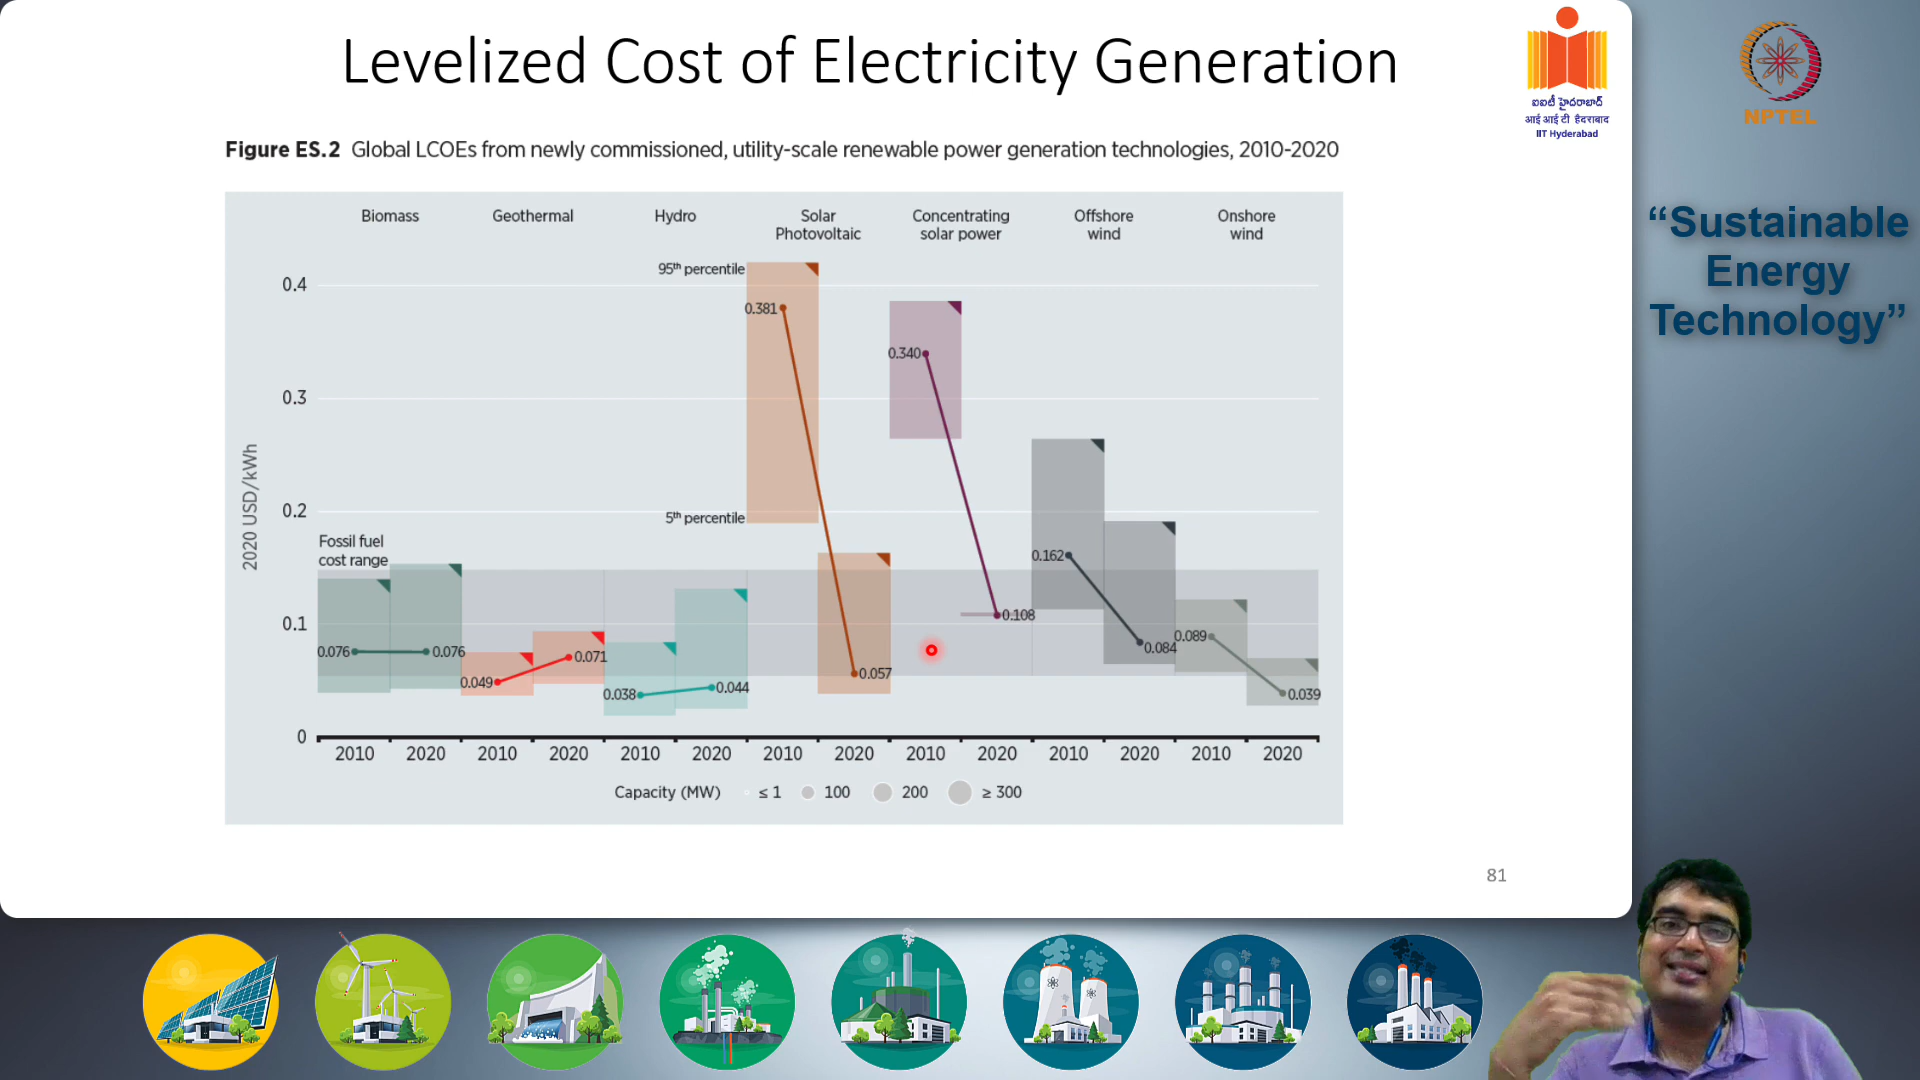 Levelized Cost of Electricity Generation
ఐఐటీ హైదరాబాద్
आई आई टी हैदराबाद
IIT Hyderabad
NPTEL
“Sustainable
Energy
Technology”
Figure ES.2 Global LCOEs from newly commissioned, utility-scale renewable power generation technologies, 2010-2020
Biomass
Geothermal
Hydro
Solar
Photovoltaic
Concentrating
solar power
Offshore
wind
Onshore
wind
2020 USD/kWh
0.4
0.3
0.2
0.1
0
95th percentile
5th percentile
Fossil fuel
cost range
0.076
0.076
0.049
0.071
0.038
0.044
0.381
0.057
0.340
0.108
0.162
0.084
0.089
0.039
2010 2020 2010 2020 2010 2020 2010 2020 2010 2020 2010 2020 2010 2020
Capacity (MW) ≤ 1 100 200 ≥ 300
81